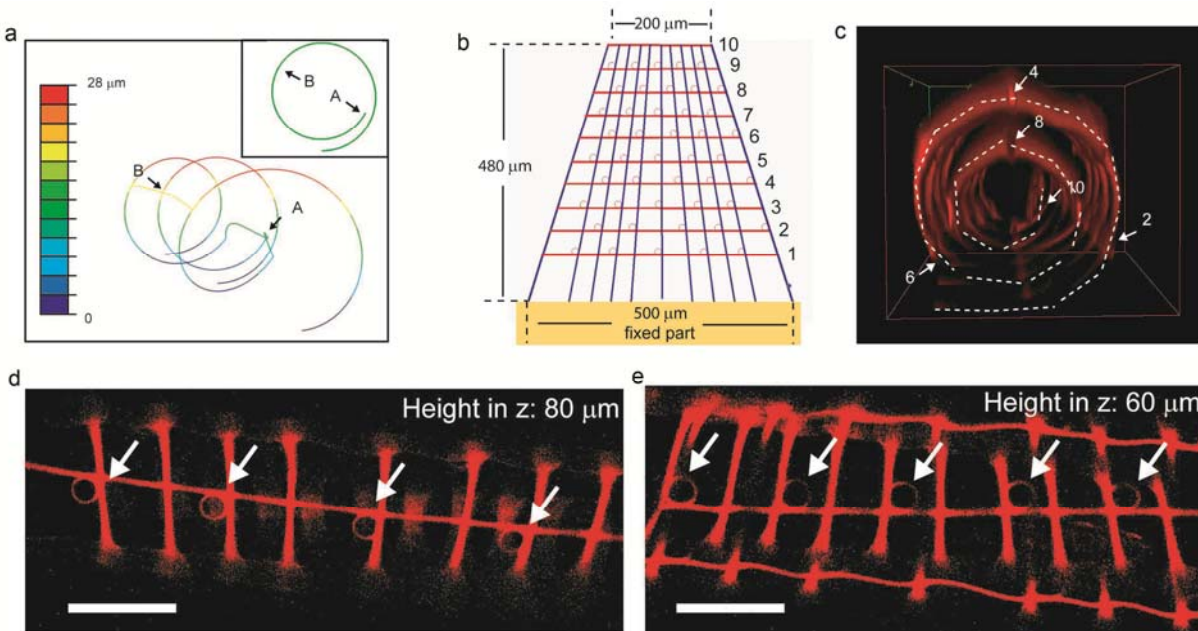 a
28 μm
0
B
A
B
A
b
200 μm
480 μm
10
9
8
7
6
5
4
3
2
1
500 μm
fixed part
c
4
8
10
2
6
d
Height in z: 80 μm
e
Height in z: 60 μm